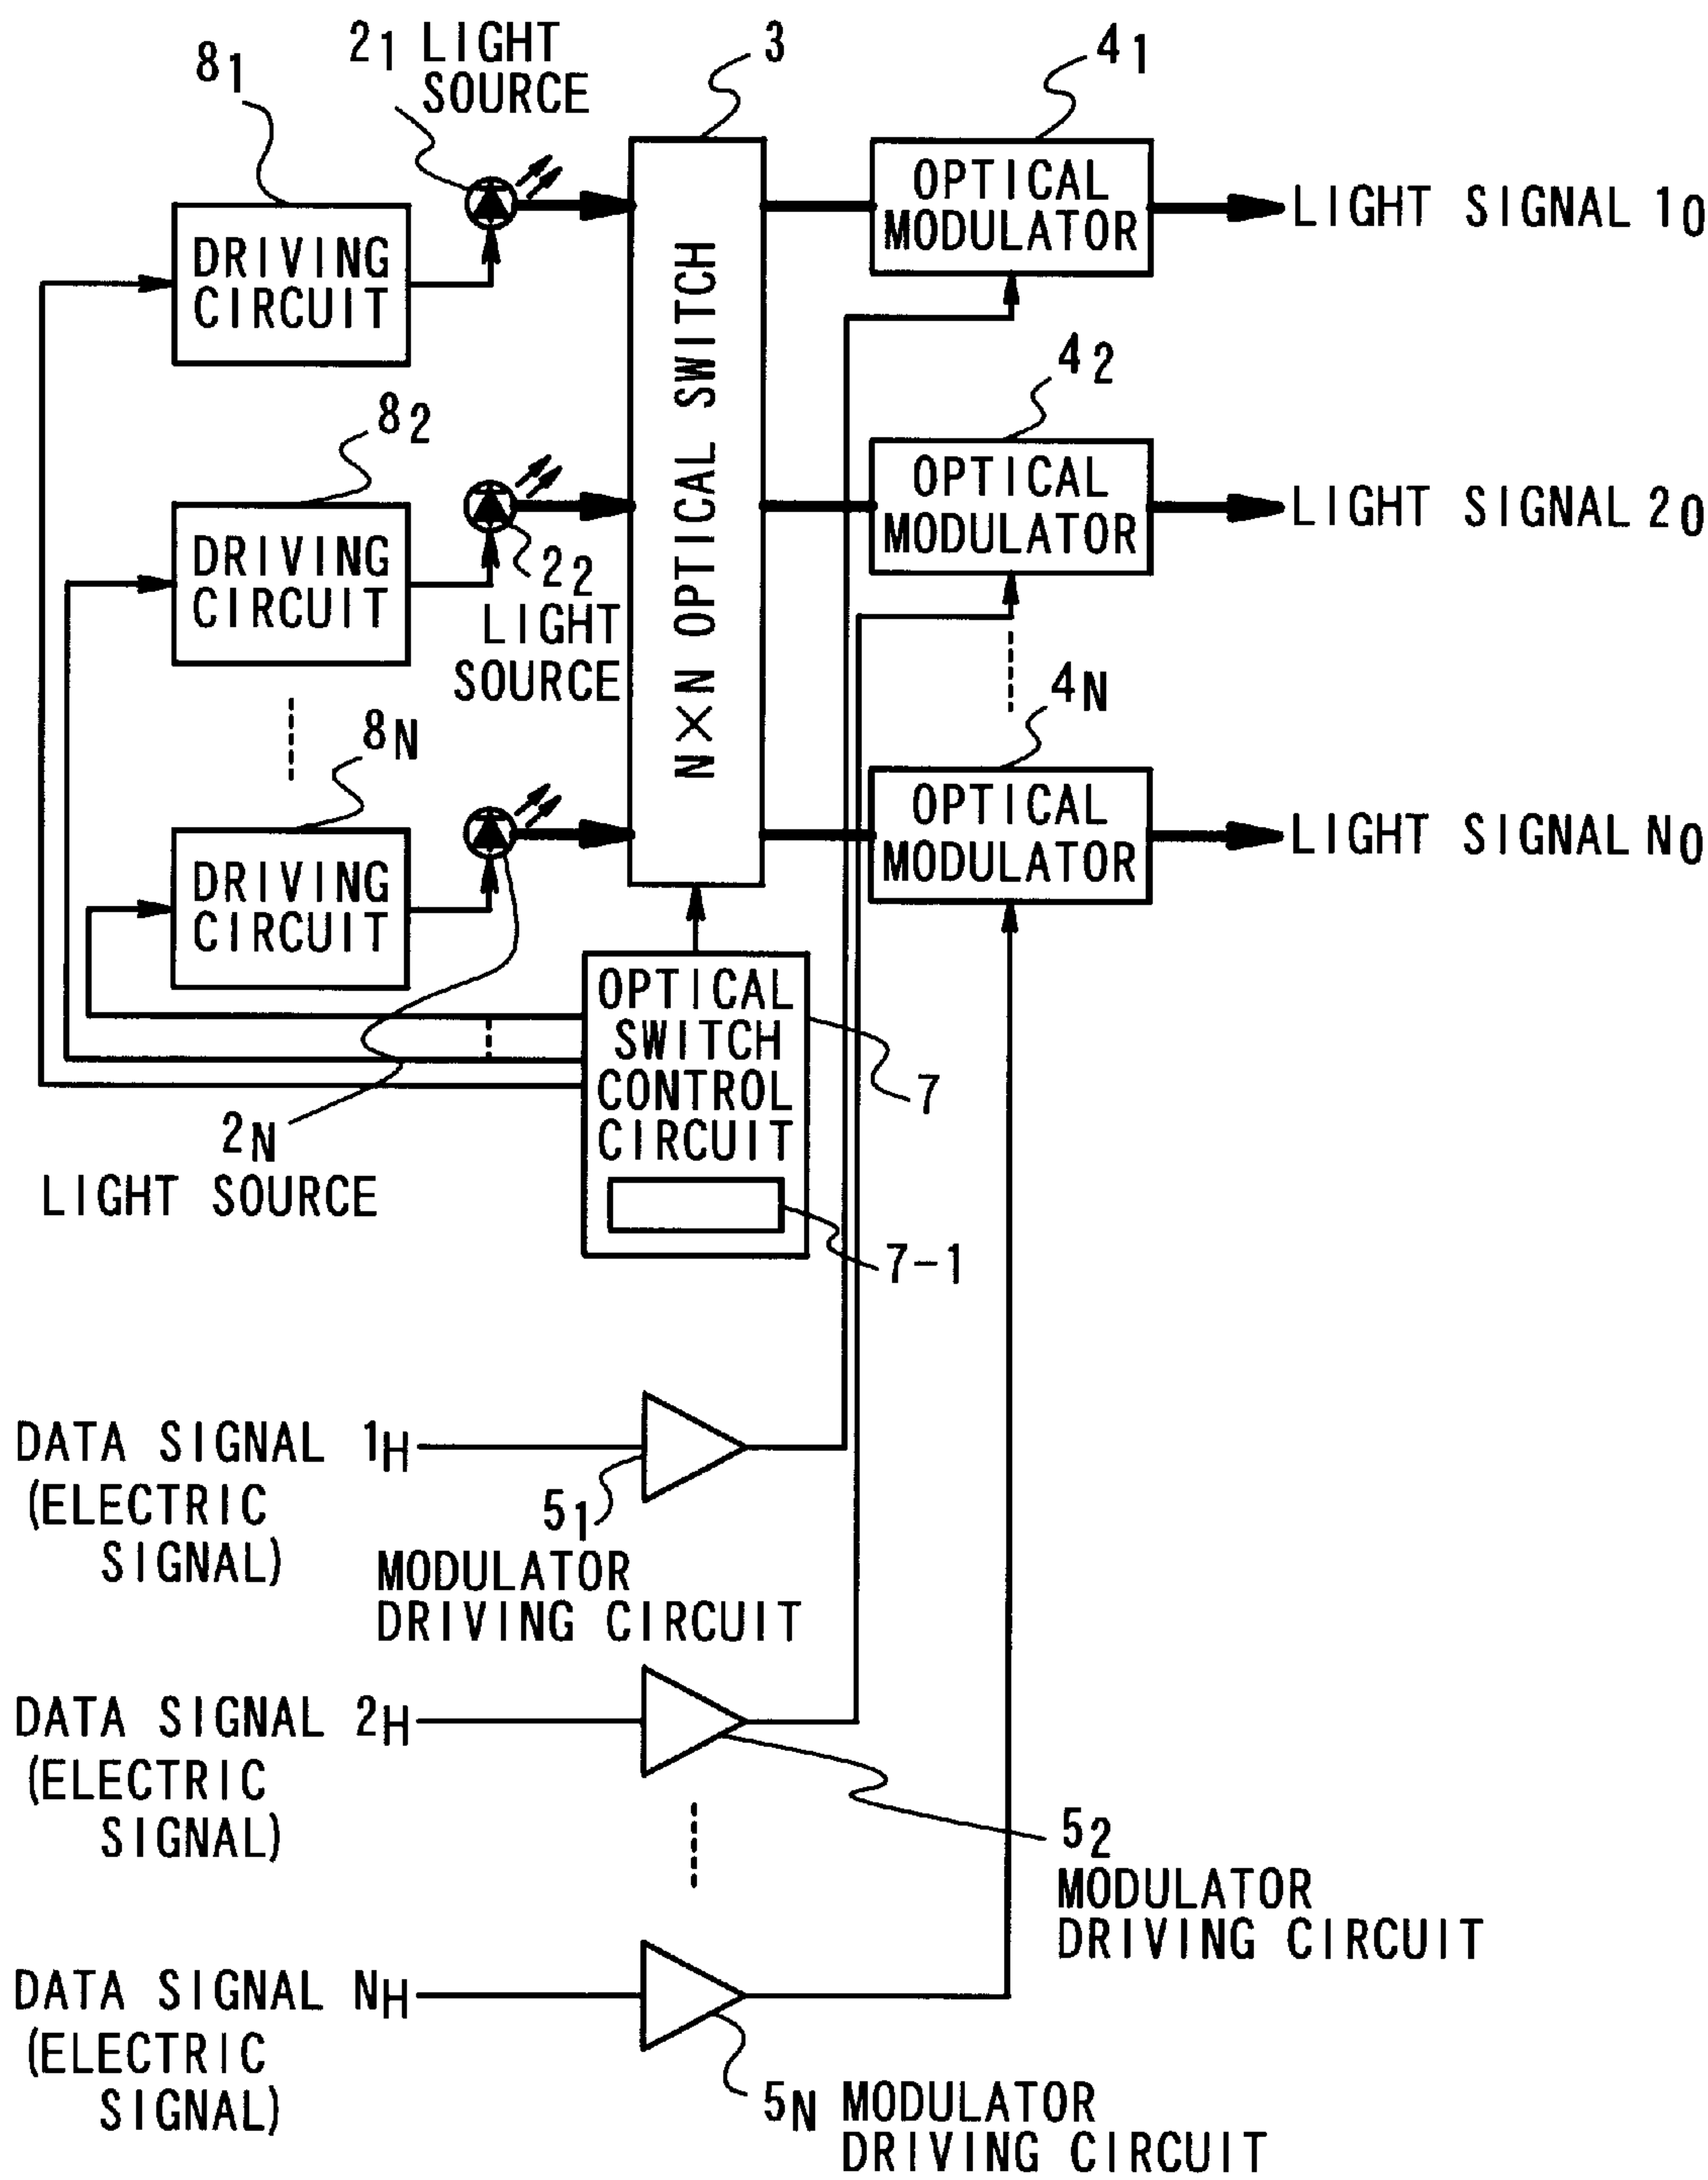 2₁ LIGHT
SOURCE
8₁
3
4₁
DRIVING
CIRCUIT
OPTICAL
MODULATOR
LIGHT SIGNAL 1₀
8₂
4₂
DRIVING
CIRCUIT
2₂
LIGHT
SOURCE
N×N OPTICAL SWITCH
OPTICAL
MODULATOR
LIGHT SIGNAL 2₀
8N
4N
DRIVING
CIRCUIT
OPTICAL
MODULATOR
LIGHT SIGNAL N₀
OPTICAL
SWITCH
CONTROL
CIRCUIT
7
7-1
2N
LIGHT SOURCE
DATA SIGNAL 1H
(ELECTRIC
SIGNAL)
5₁
MODULATOR
DRIVING CIRCUIT
DATA SIGNAL 2H
(ELECTRIC
SIGNAL)
5₂
MODULATOR
DRIVING CIRCUIT
DATA SIGNAL NH
(ELECTRIC
SIGNAL)
5N MODULATOR
DRIVING CIRCUIT